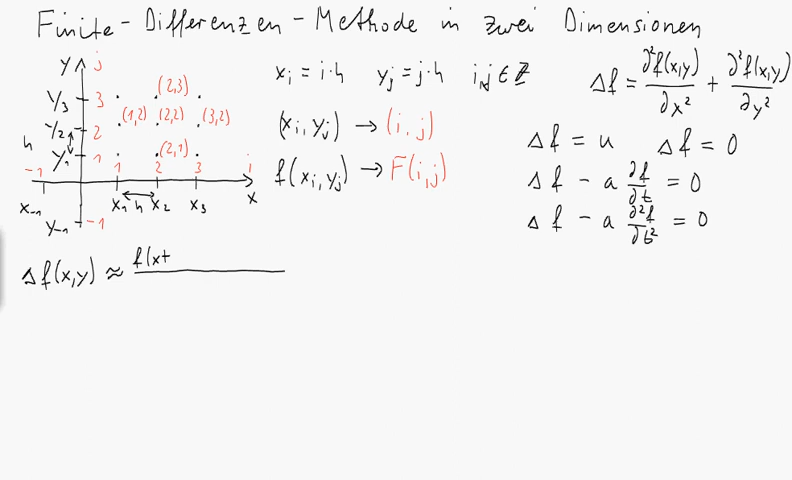 Finite-Differenzen-Methode in zwei Dimensionen
y j
y₃ 3 (2,3)
(1,2) (2,2) (3,2)
y₂ 2
h
y₁ 1 (2,1)
-1 1 2 3 i
x₋₁ x₁ h x₂ x₃ x
y₋₁ -1
xᵢ = i·h yⱼ = j·h i,j ∈ ℤ
(xᵢ, yⱼ) → (i, j)
f(xᵢ, yⱼ) → F(i,j)
Δf = ∂²f(x,y)/∂x² + ∂²f(x,y)/∂y²
Δf = u Δf = 0
Δf - a ∂f/∂t = 0
Δf - a ∂²f/∂t² = 0
Δf(x,y) ≈ f(x+